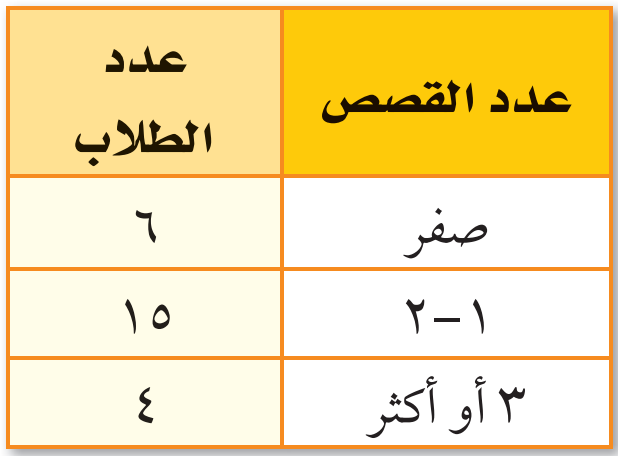 عدد القصص
عدد
الطلاب
صفر
٦
١-٢
١٥
٣ أو أكثر
٤